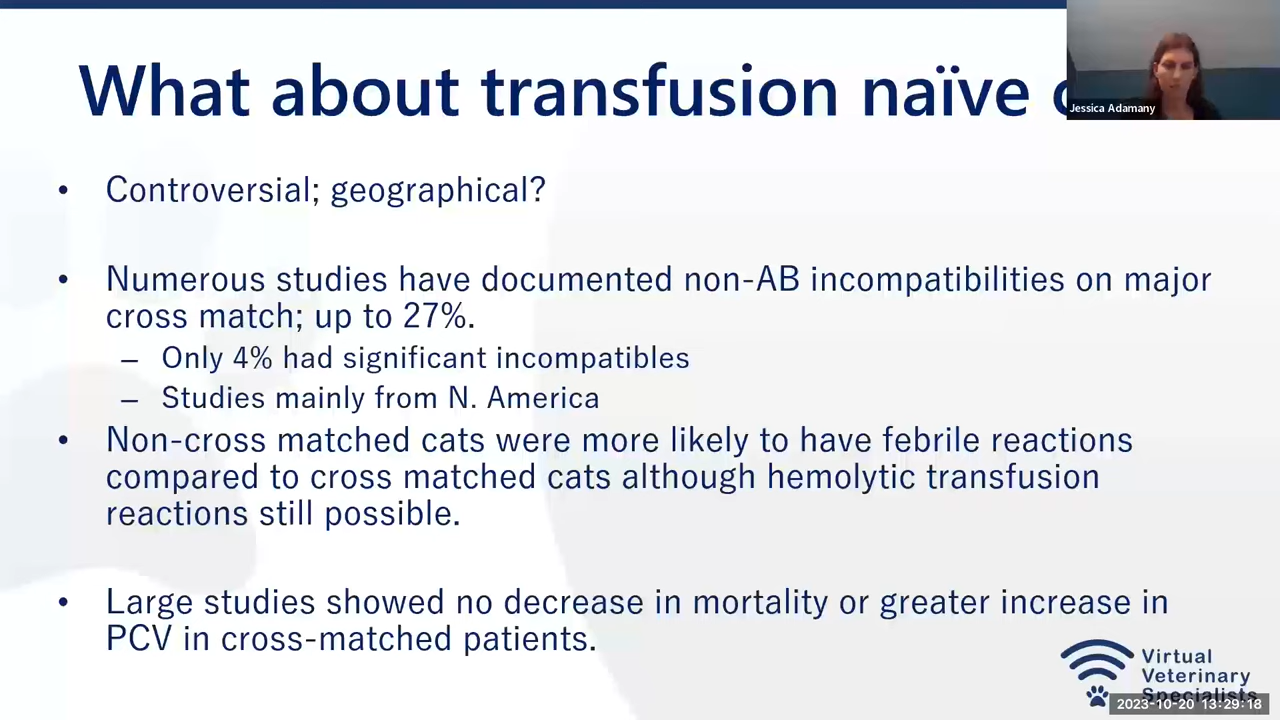 What about transfusion naïve
Jessica Adamany
• Controversial; geographical?
• Numerous studies have documented non-AB incompatibilities on major
cross match; up to 27%.
– Only 4% had significant incompatibles
– Studies mainly from N. America
• Non-cross matched cats were more likely to have febrile reactions
compared to cross matched cats although hemolytic transfusion
reactions still possible.
• Large studies showed no decrease in mortality or greater increase in
PCV in cross-matched patients.
Virtual
Veterinary
Specialists
2023-10-20 13:29:18